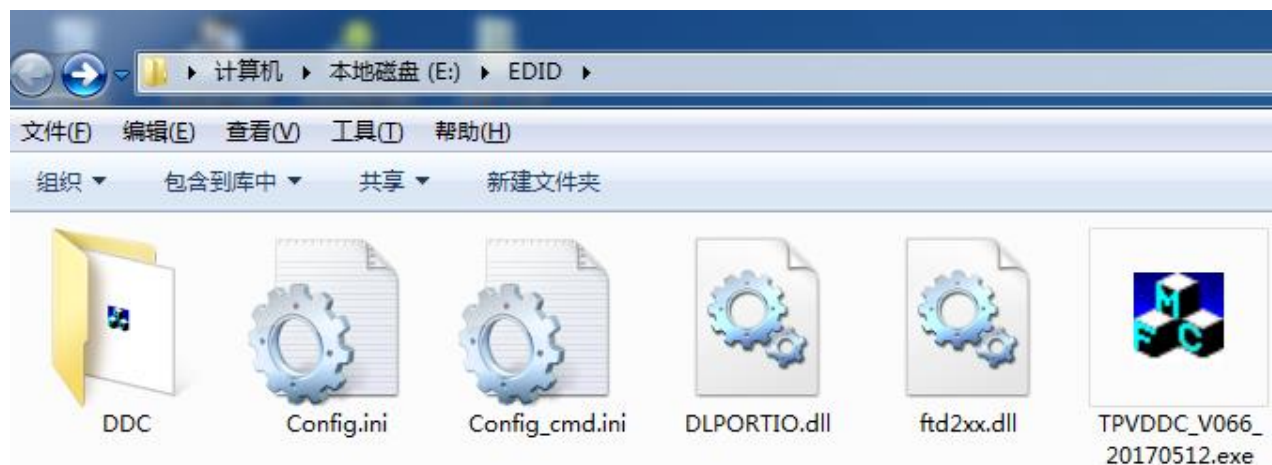 计算机 ▸ 本地磁盘 (E:) ▸ EDID ▸
文件(F) 编辑(E) 查看(V) 工具(T) 帮助(H)
组织 包含到库中 共享 新建文件夹
MFC
DDC
Config.ini
Config_cmd.ini
DLPORTIO.dll
ftd2xx.dll
TPVDDC_V066_
20170512.exe